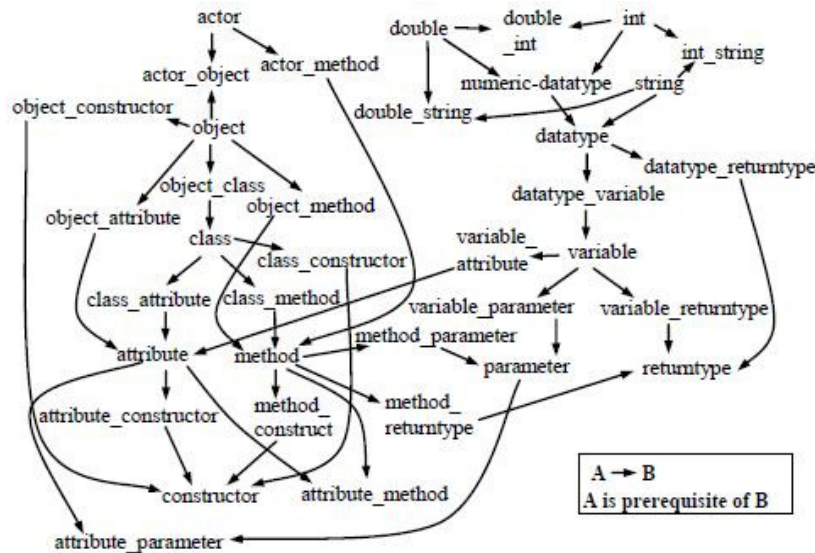 actor
double
double
_int
int
actor_object
actor_method
int_string
object_constructor
numeric-datatype
string
double_string
object
datatype
object_class
datatype_returntype
object_attribute
object_method
datatype_variable
class
variable_
attribute
variable
class_constructor
class_attribute
class_method
variable_parameter
variable_returntype
method_parameter
attribute
method
parameter
returntype
attribute_constructor
method_
construct
method_
returntype
constructor
attribute_method
A → B
A is prerequisite of B
attribute_parameter